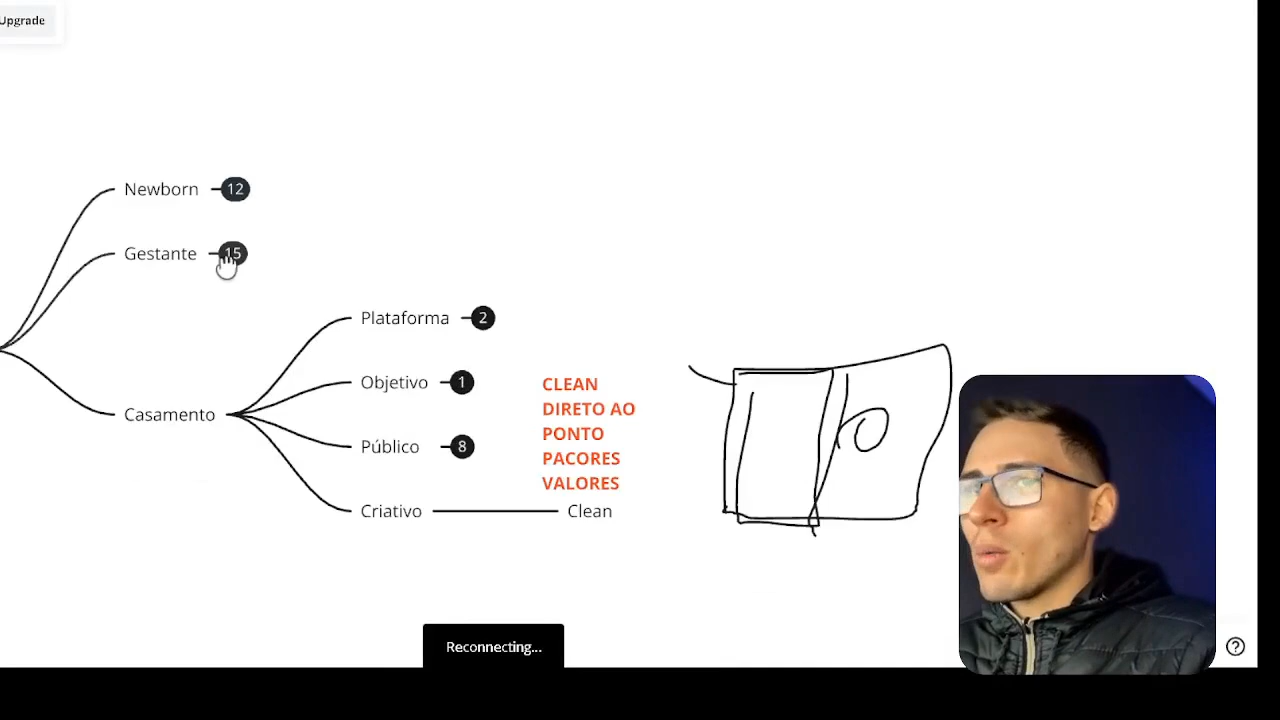 Upgrade
Newborn 12
Gestante 15
Plataforma 2
Objetivo 1
CLEAN
DIRETO AO
PONTO
PACORES
VALORES
Casamento
Público 8
Criativo Clean
Reconnecting...
?